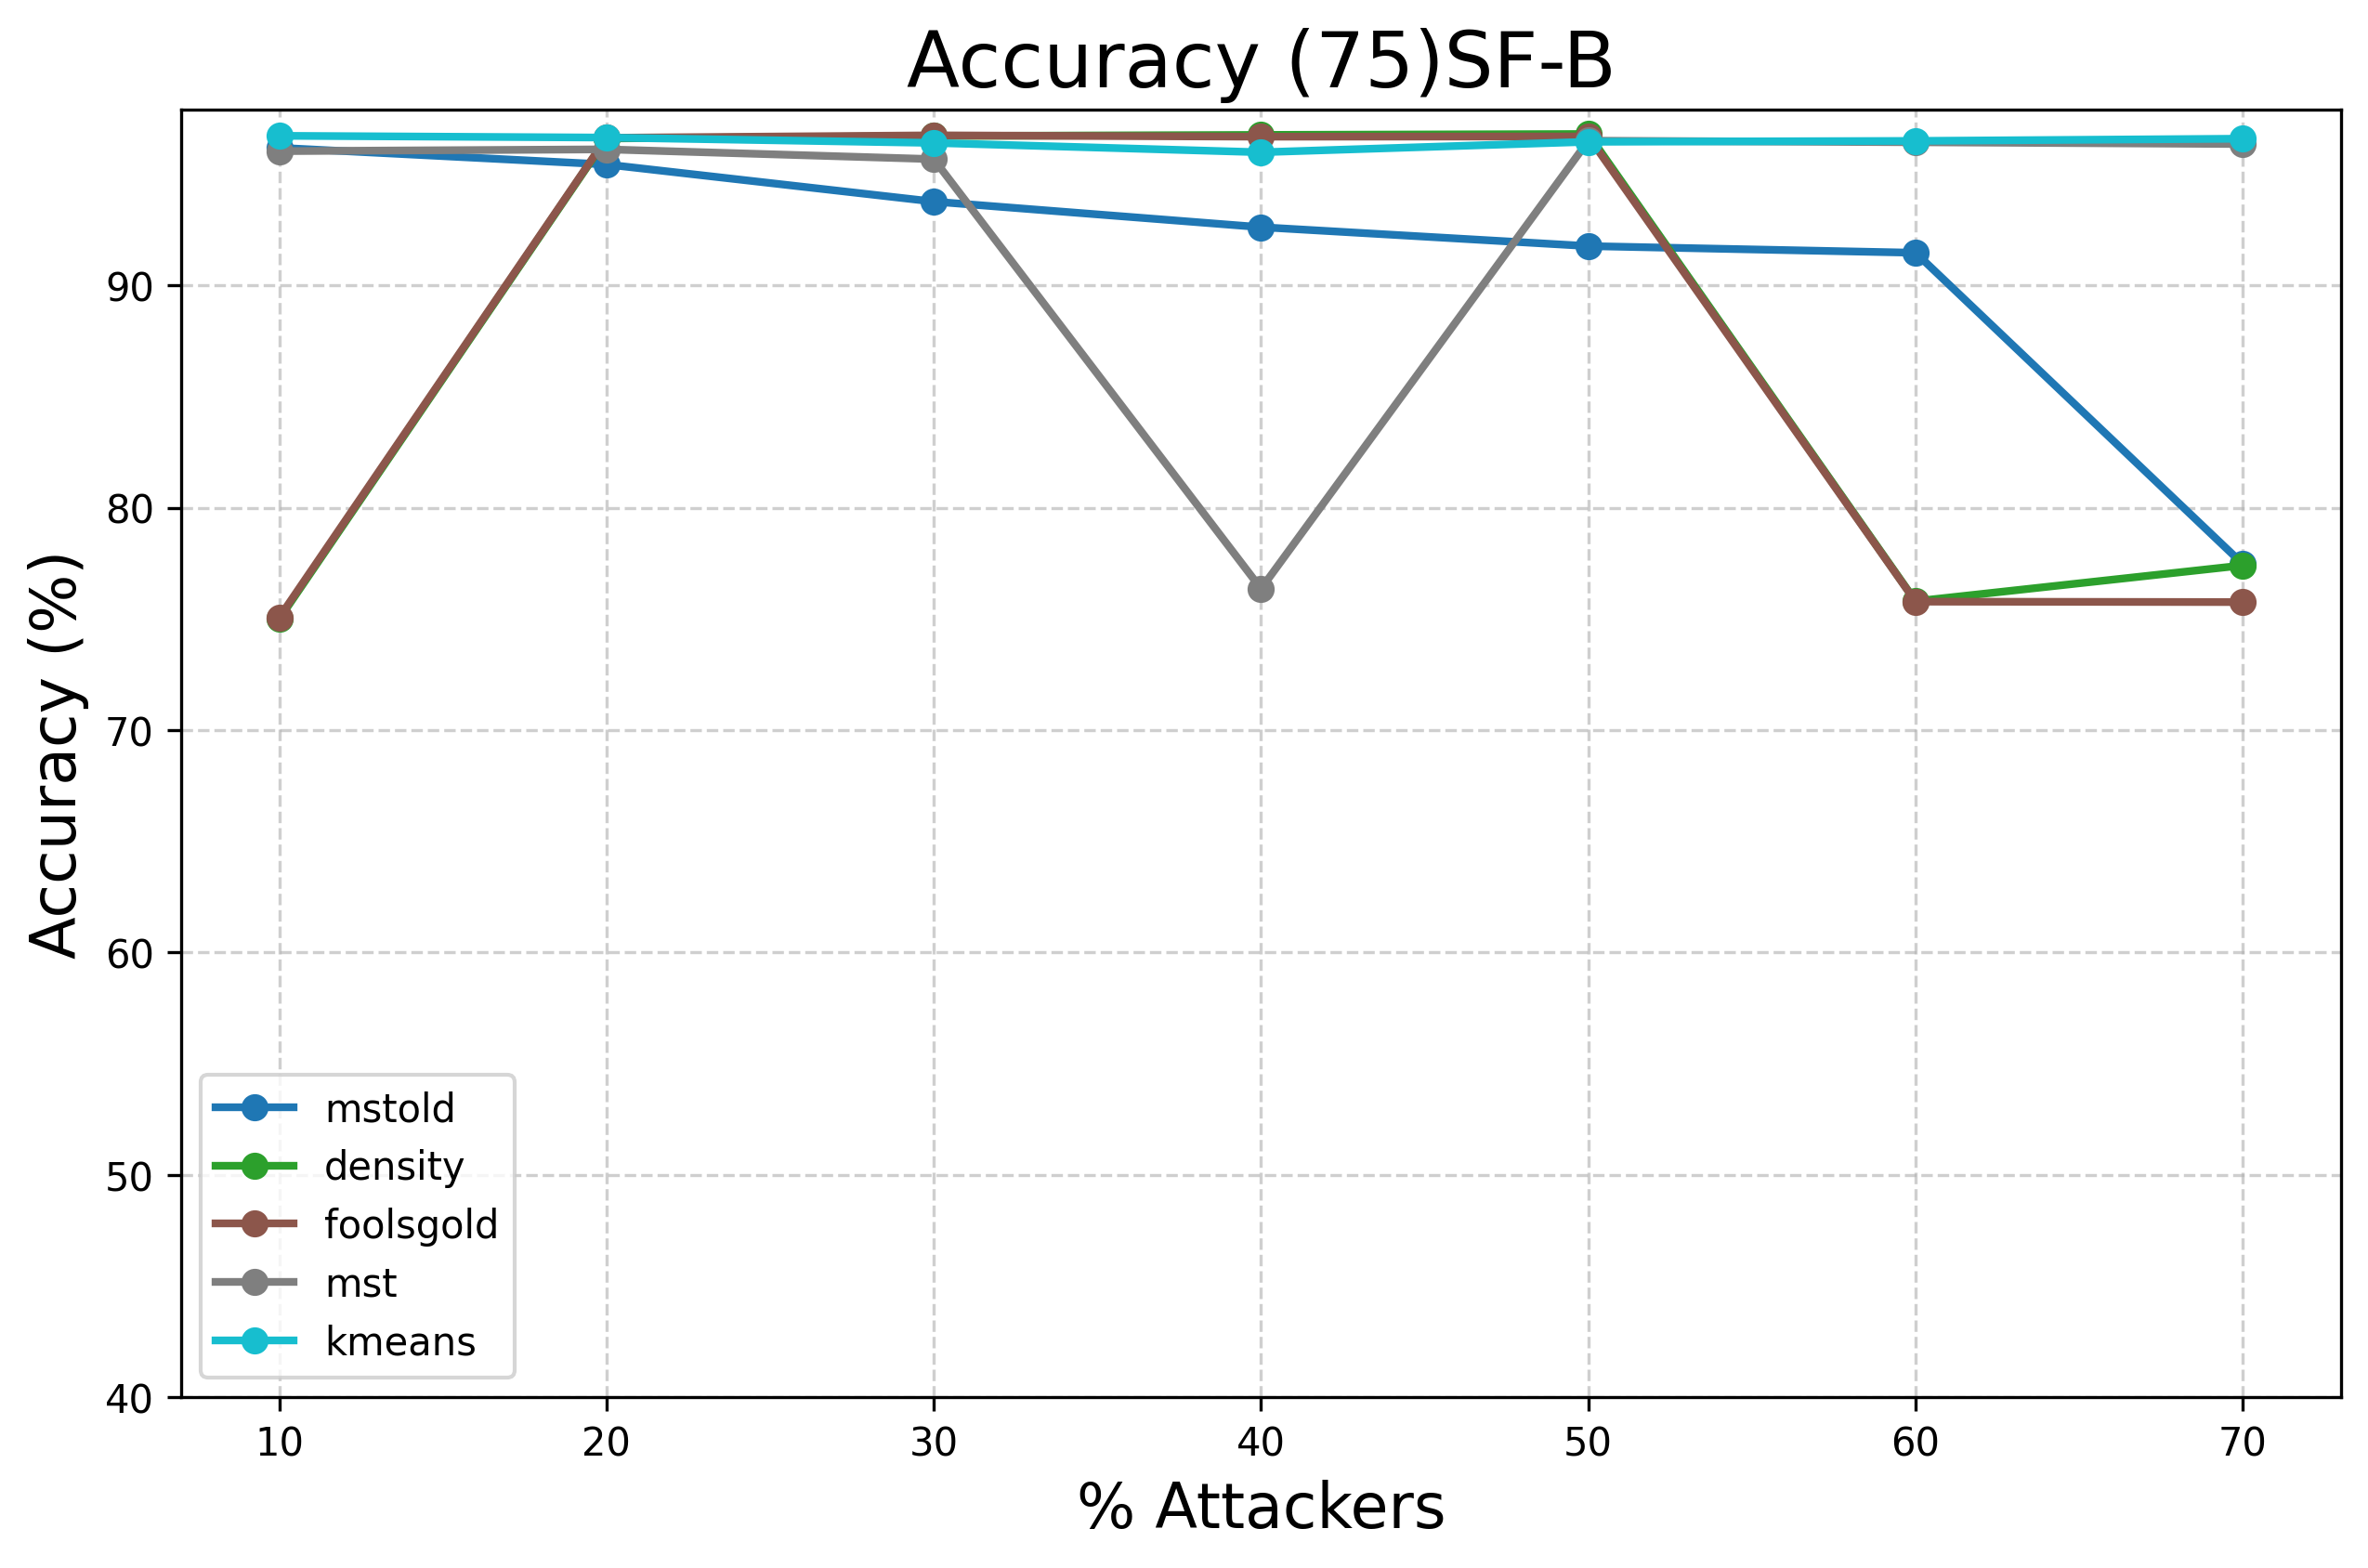 Accuracy (75)SF-B
Accuracy (%)
90
80
70
60
50
40
mstold
density
foolsgold
mst
kmeans
10 20 30 40 50 60 70
% Attackers